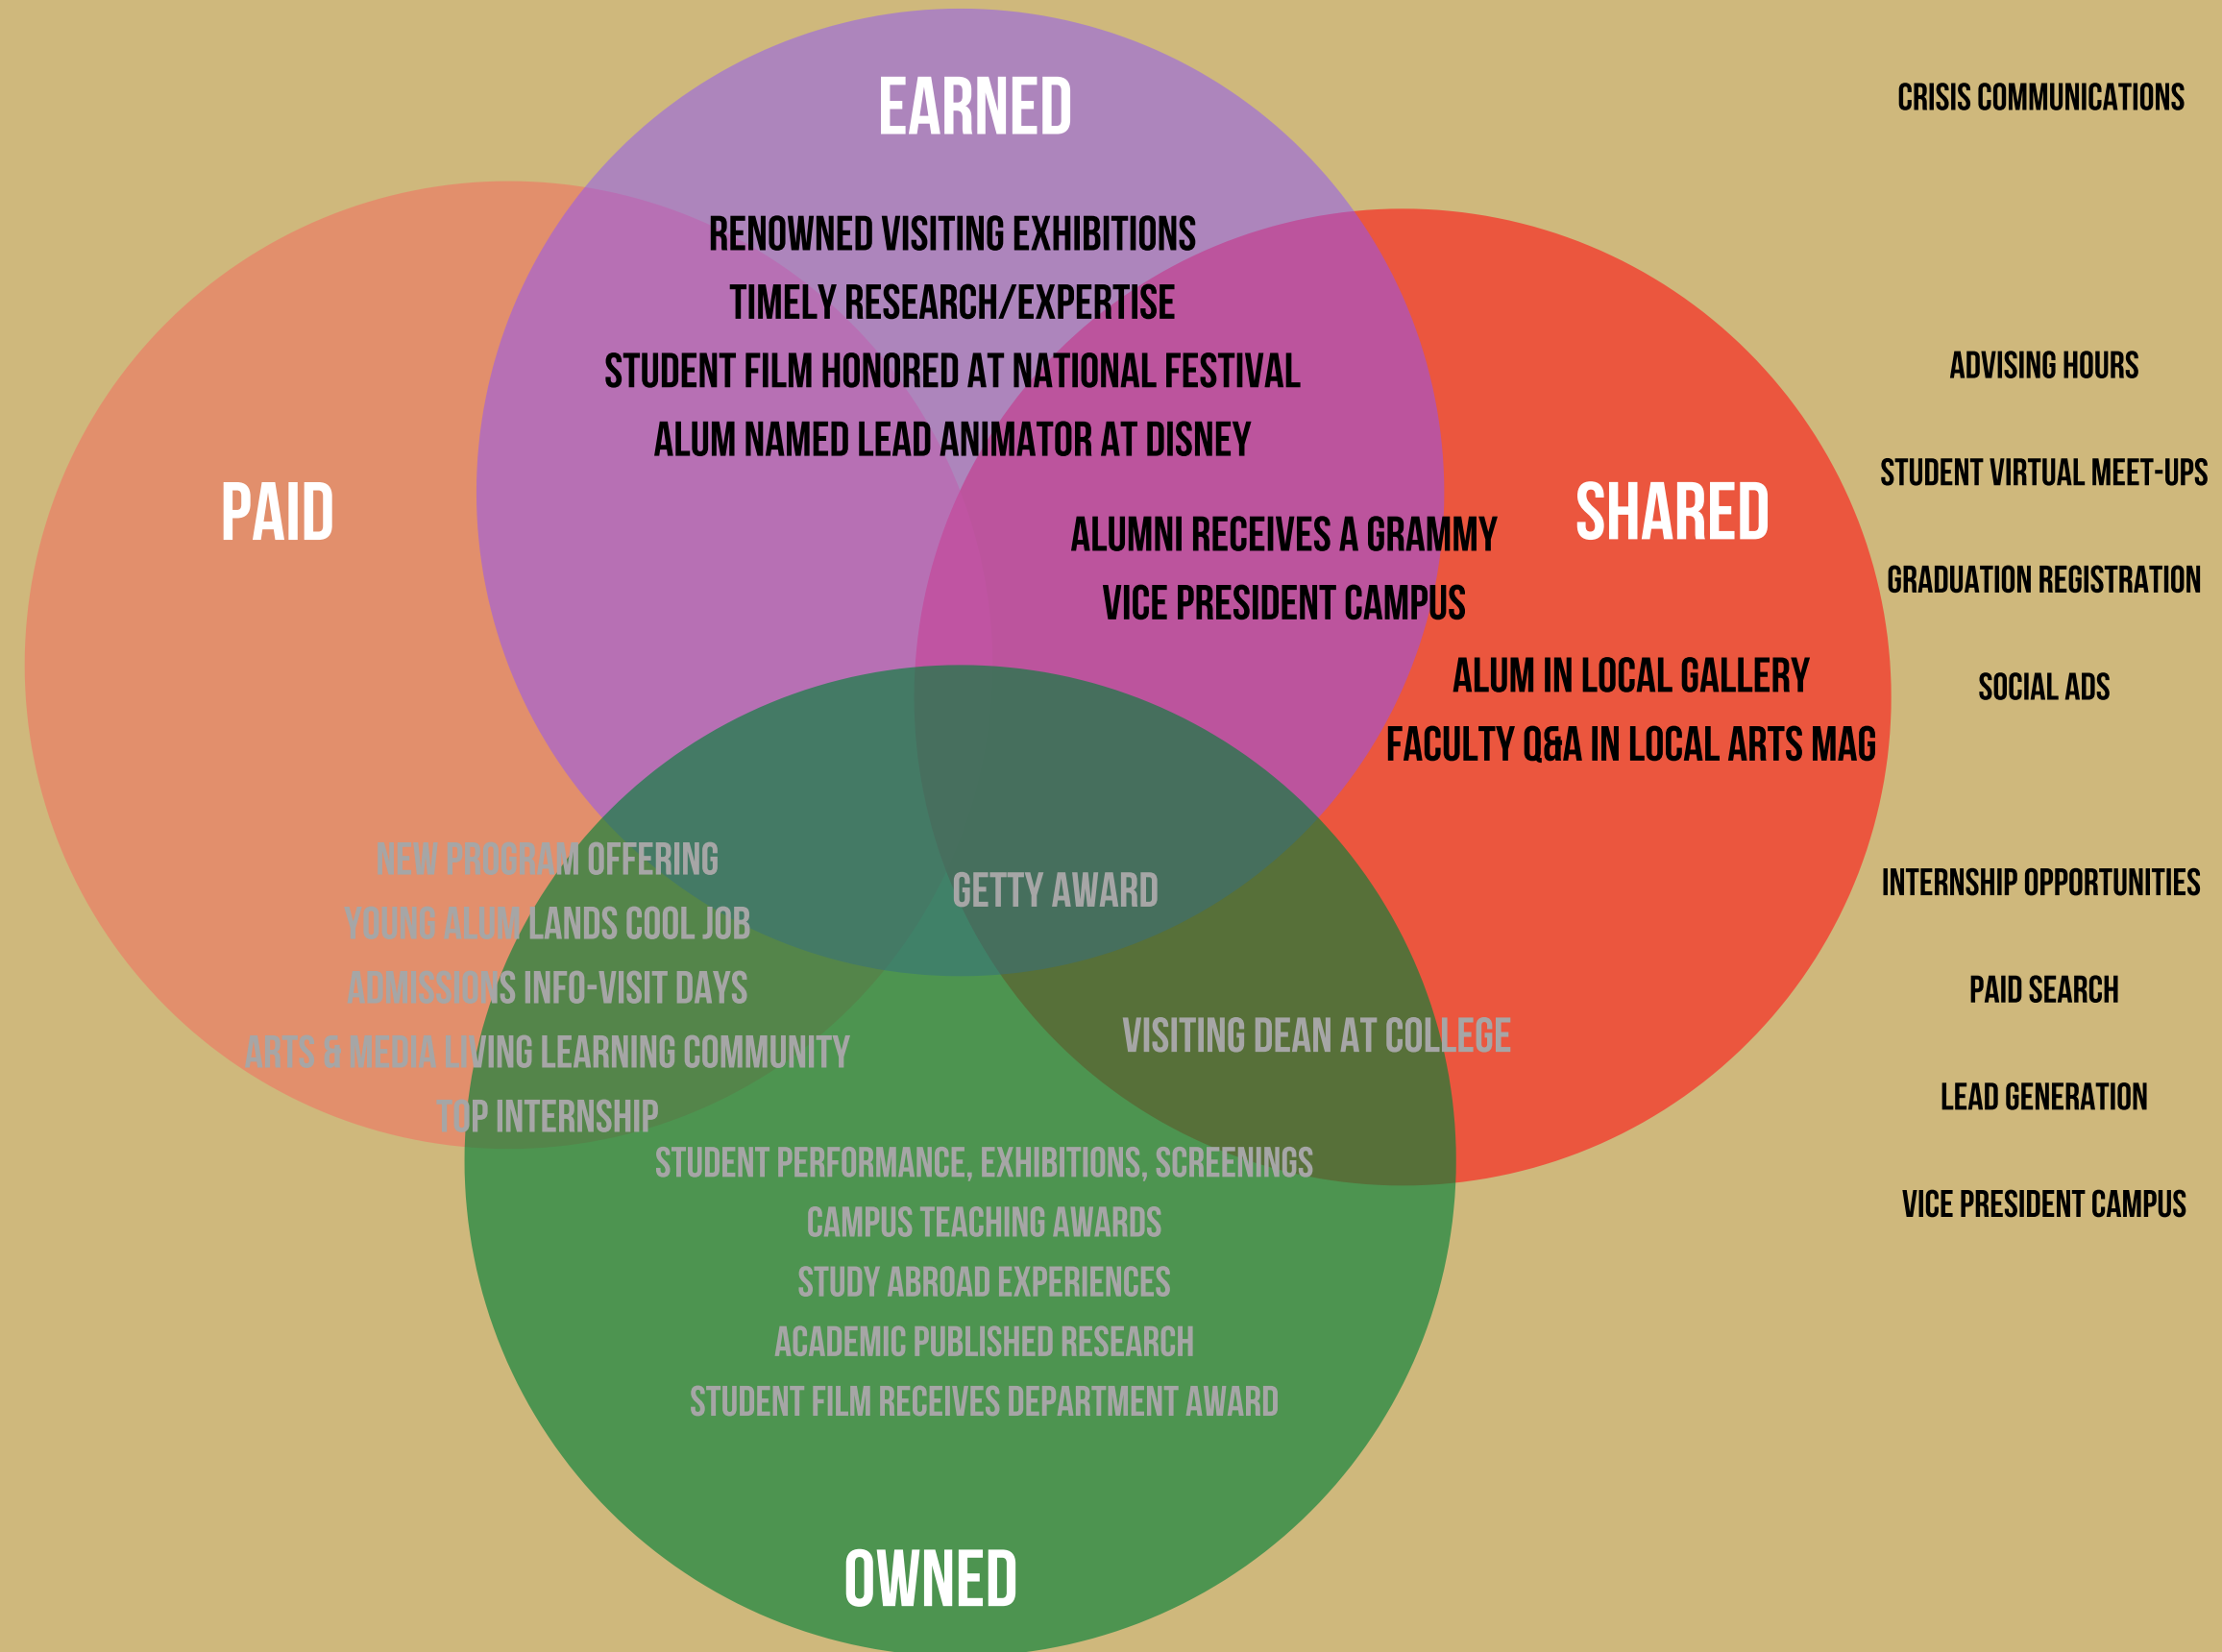 EARNED
RENOWNED VISITING EXHIBITIONS
TIMELY RESEARCH/EXPERTISE
STUDENT FILM HONORED AT NATIONAL FESTIVAL
ALUM NAMED LEAD ANIMATOR AT DISNEY
PAID
SHARED
ALUMNI RECEIVES A GRAMMY
VICE PRESIDENT CAMPUS
ALUM IN LOCAL GALLERY
FACULTY Q&A IN LOCAL ARTS MAG
NEW PROGRAM OFFERING
YOUNG ALUM LANDS COOL JOB
ADMISSIONS INFO-VISIT DAYS
ARTS & MEDIA LIVING LEARNING COMMUNITY
TOP INTERNSHIP
GETTY AWARD
VISITING DEAN AT COLLEGE
STUDENT PERFORMANCE, EXHIBITIONS, SCREENINGS
CAMPUS TEACHING AWARDS
STUDY ABROAD EXPERIENCES
ACADEMIC PUBLISHED RESEARCH
STUDENT FILM RECEIVES DEPARTMENT AWARD
OWNED
CRISIS COMMUNICATIONS
ADVISING HOURS
STUDENT VIRTUAL MEET-UPS
GRADUATION REGISTRATION
SOCIAL ADS
INTERNSHIP OPPORTUNITIES
PAID SEARCH
LEAD GENERATION
VICE PRESIDENT CAMPUS